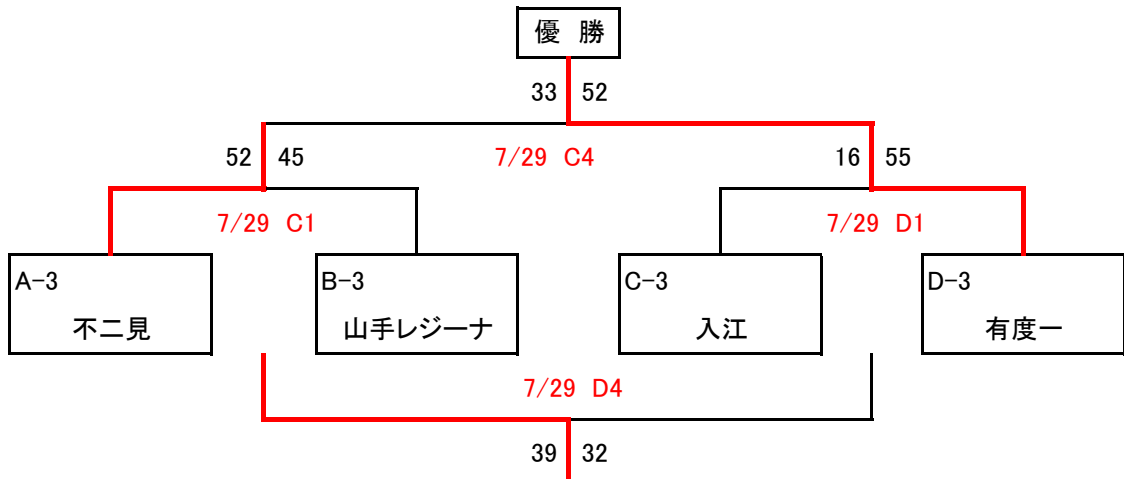 優 勝
33 52
52 45 7/29 C4 16 55
7/29 C1 7/29 D1
A-3 B-3 C-3 D-3
不二見 山手レジーナ 入江 有度一
7/29 D4
39 32